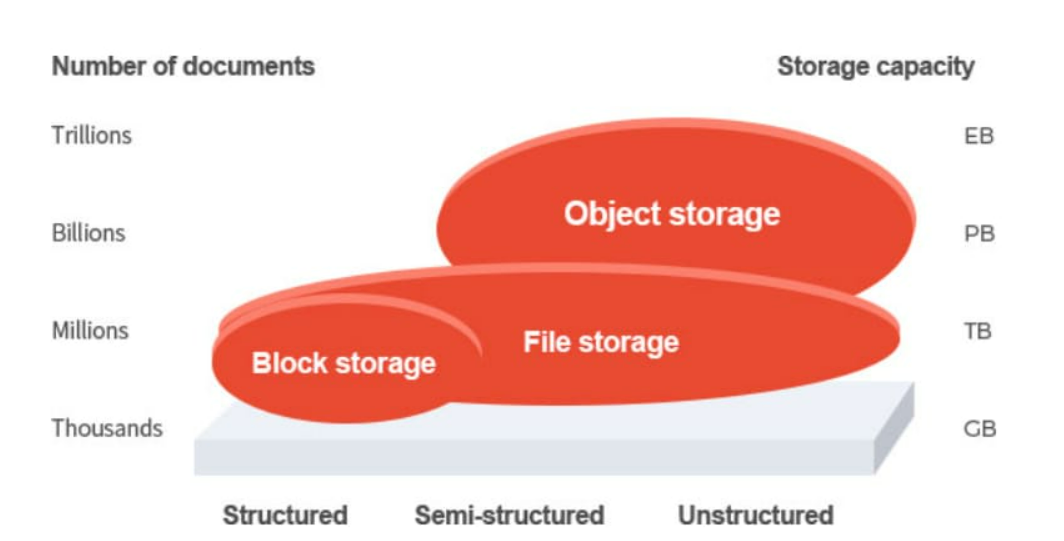 Number of documents
Storage capacity
Trillions
EB
Object storage
Billions
PB
Millions
TB
File storage
Block storage
Thousands
GB
Structured
Semi-structured
Unstructured